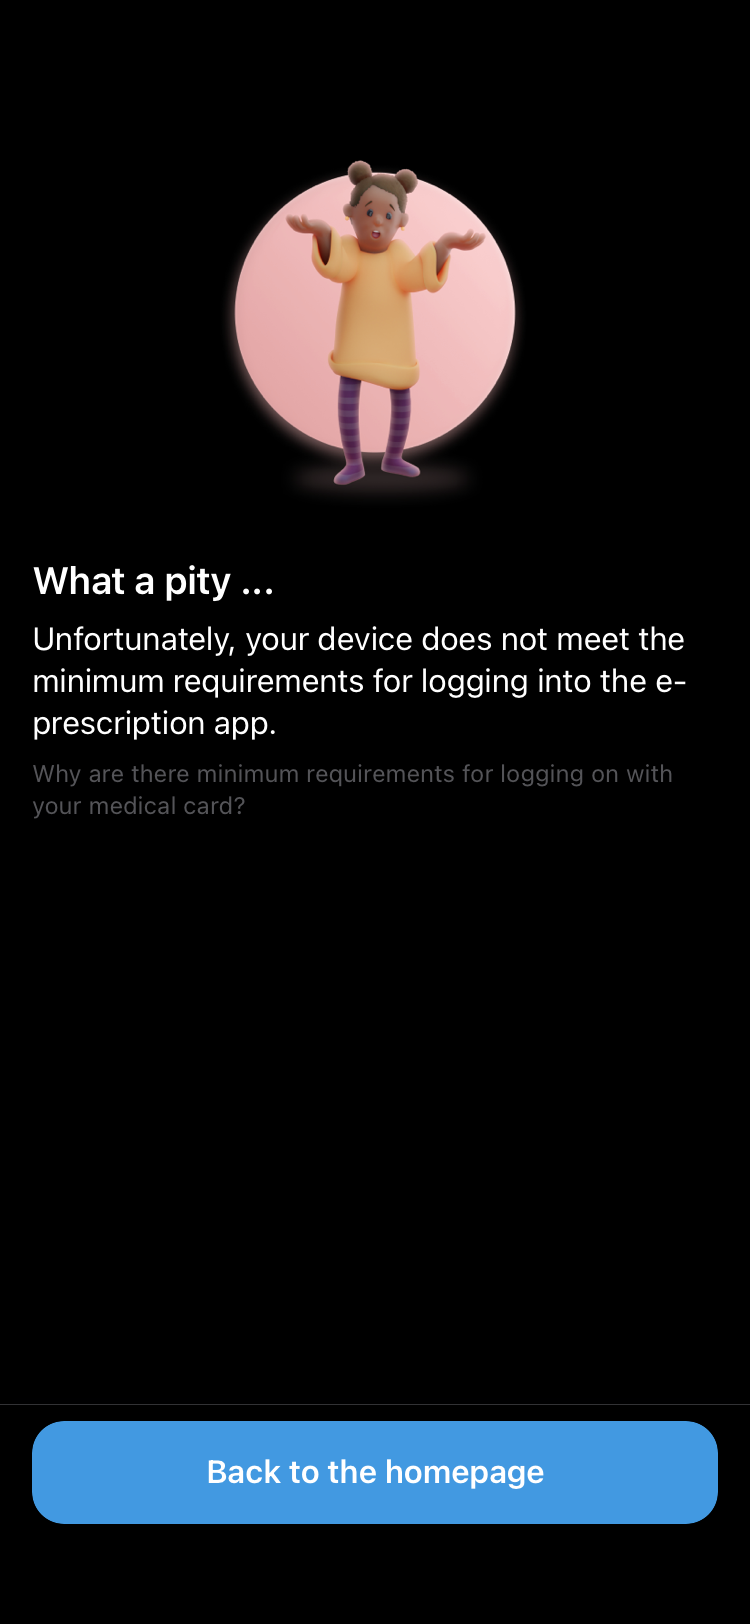 What a pity ...
Unfortunately, your device does not meet the
minimum requirements for logging into the e-
prescription app.
Why are there minimum requirements for logging on with
your medical card?
Back to the homepage